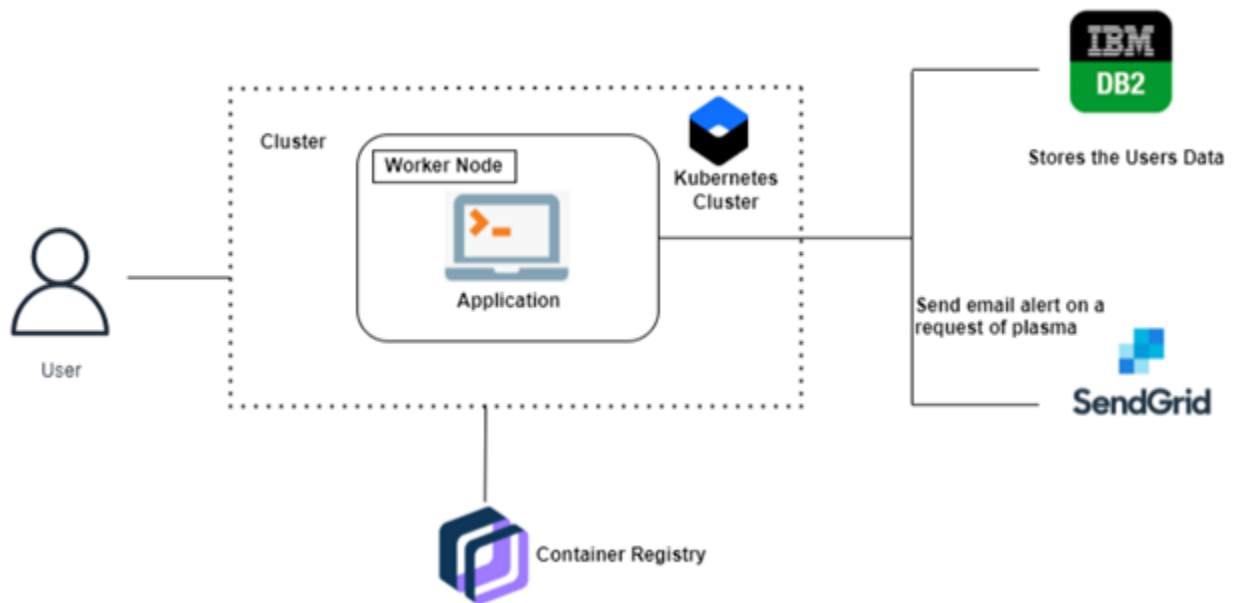 IBM
DB2
Stores the Users Data
Cluster
Worker Node
Kubernetes
Cluster
Application
User
Send email alert on a
request of plasma
SendGrid
Container Registry